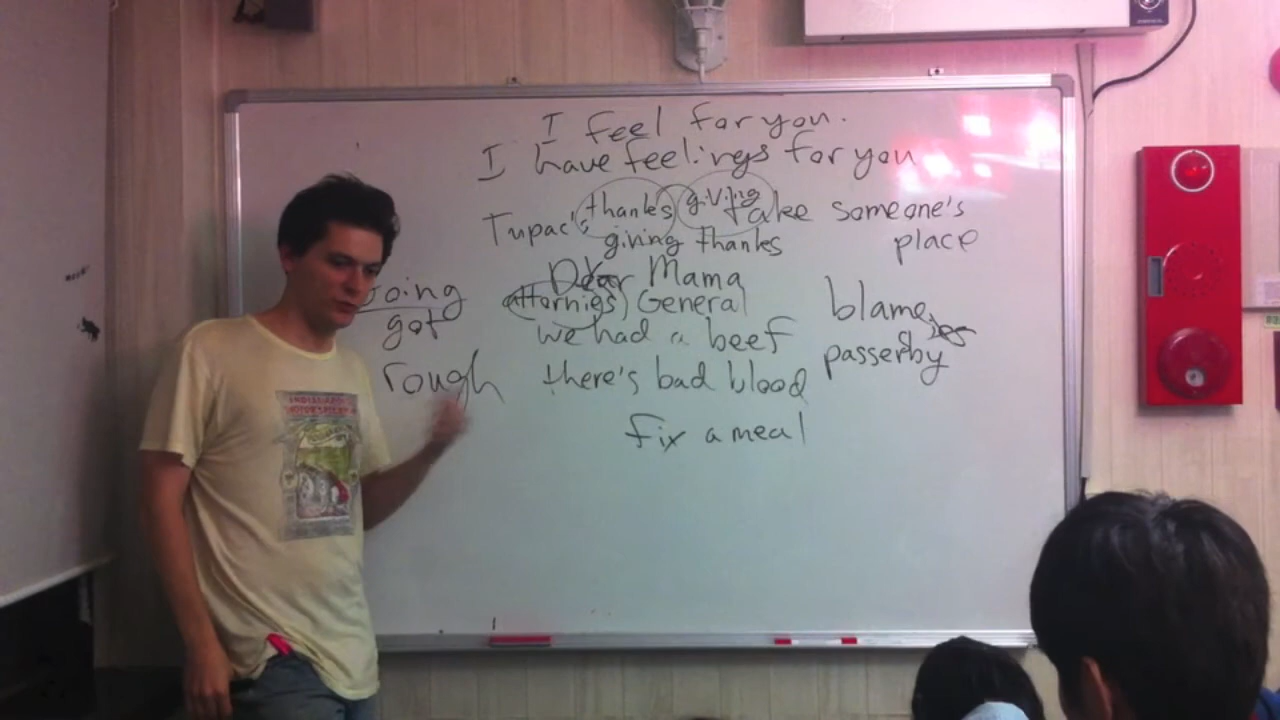 I feel for you.
I have feelings for you
thanks giving take someone's
Tupac's giving thanks place
Dear Mama
going attornies General blame
got we had a beef passerby
rough there's bad blood
fix a meal